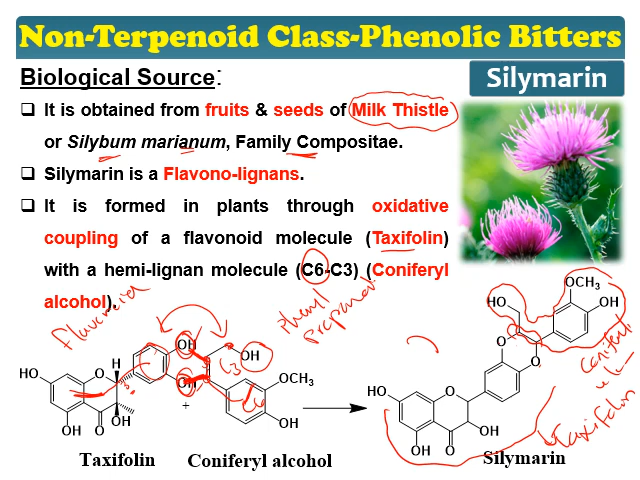 Non-Terpenoid Class-Phenolic Bitters
Biological Source:
Silymarin
❑ It is obtained from fruits & seeds of Milk Thistle
or Silybum marianum, Family Compositae.
❑ Silymarin is a Flavono-lignans.
❑ It is formed in plants through oxidative
coupling of a flavonoid molecule (Taxifolin)
with a hemi-lignan molecule (C6-C3) (Coniferyl
alcohol).
Flavonoid
Phenyl
HO
OCH₃
OH
O
O
Taxifolin
HO
O
H
OH
O
OH
OH
OH
+
OH
C3
C6
OCH₃
OH
HO
O
OH
O
OH
Taxifolin
Coniferyl alcohol
Silymarin